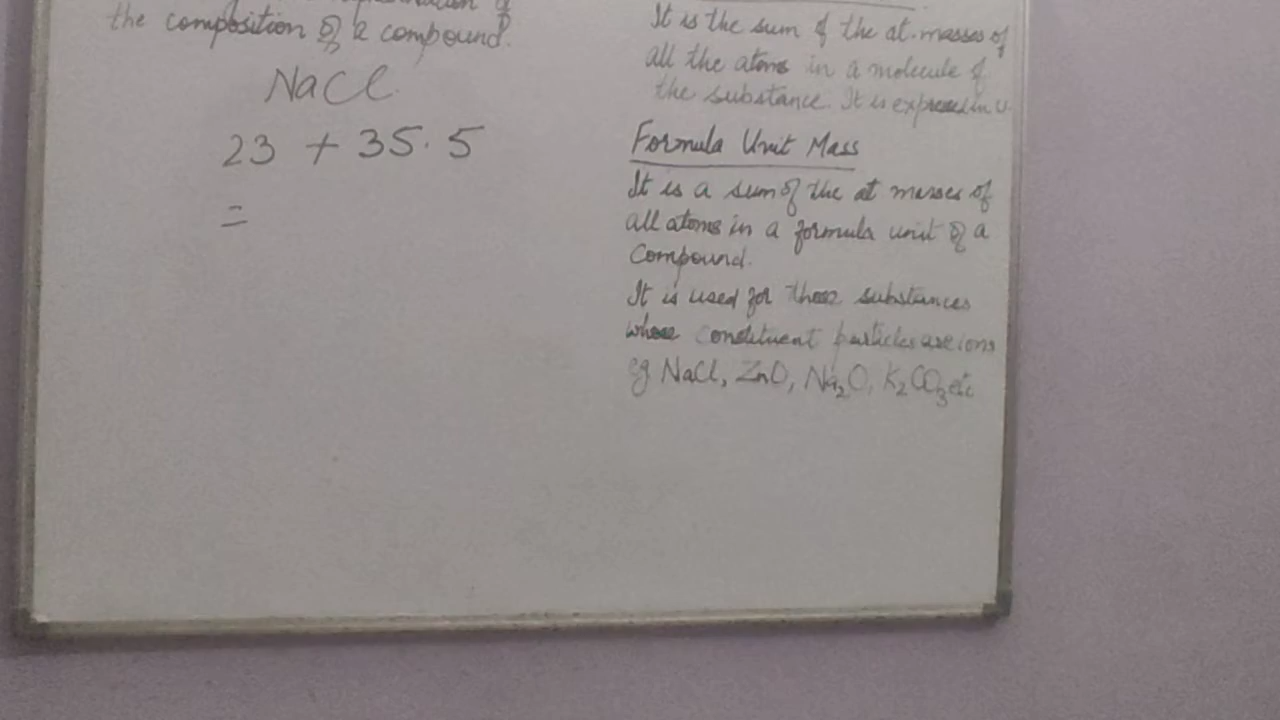 the composition of a compound.
NaCl
23 + 35.5
=
It is the sum of the at. masses of
all the atoms in a molecule of
the substance. It is expressed in u.
Formula Unit Mass
It is a sum of the at masses of
all atoms in a formula unit of a
Compound.
It is used for those substances
whose constituent particles are ions
eg NaCl, ZnO, Na2O, K2CO3 etc